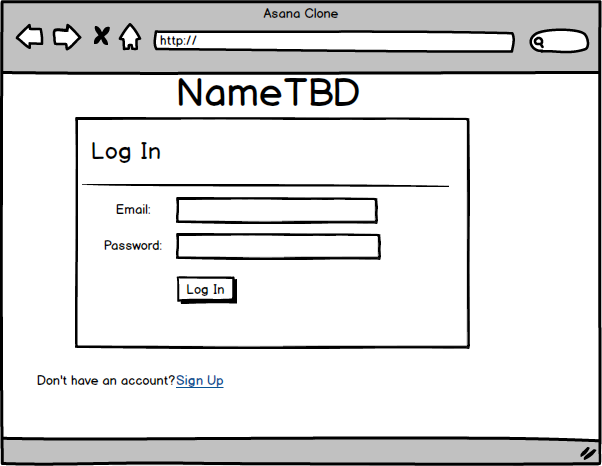 Asana Clone
http://
NameTBD
Log In
Email:
Password:
Log In
Don't have an account?Sign Up